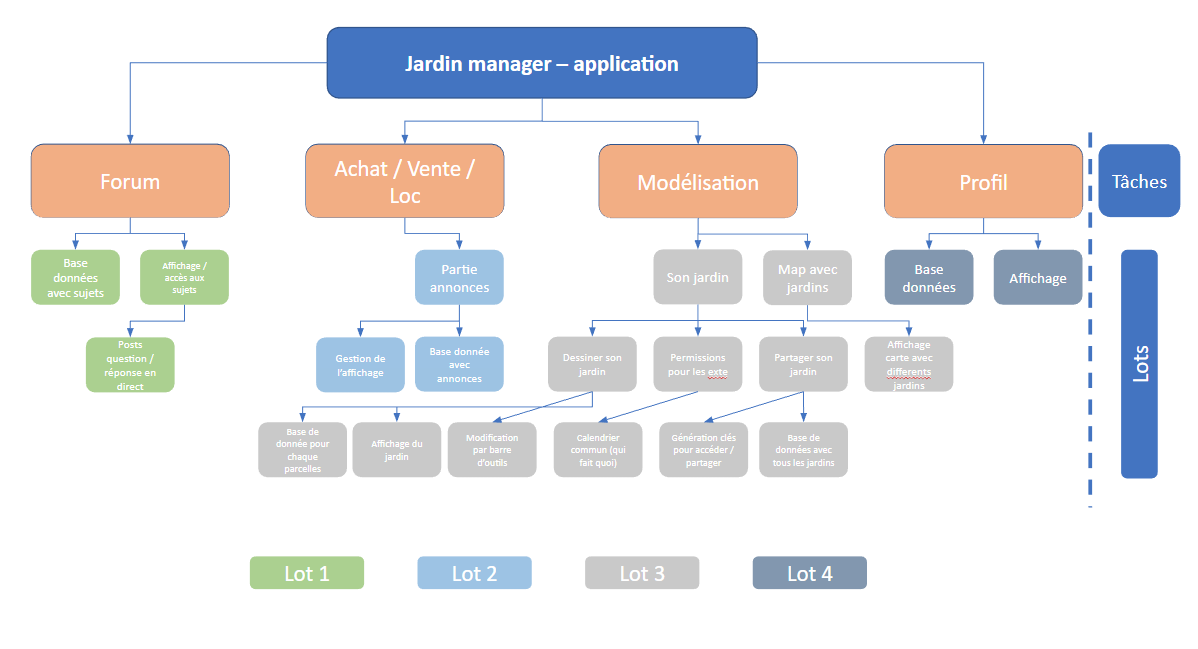 Jardin manager – application
Forum
Achat / Vente /
Loc
Modélisation
Profil
Tâches
Base
données
avec sujets
Affichage /
accès aux
sujets
Partie
annonces
Son jardin
Map avec
jardins
Base
données
Affichage
Lots
Posts
question /
réponse en
direct
Gestion de
l'affichage
Base donnée
avec
annonces
Dessiner son
jardin
Permissions
pour les exte
Partager son
jardin
Affichage
carte avec
differents
jardins
Base de
donnée pour
chaque
parcelles
Affichage du
jardin
Modification
par barre
d'outils
Calendrier
commun (qui
fait quoi)
Génération clés
pour accéder /
partager
Base de
données avec
tous les jardins
Lot 1
Lot 2
Lot 3
Lot 4